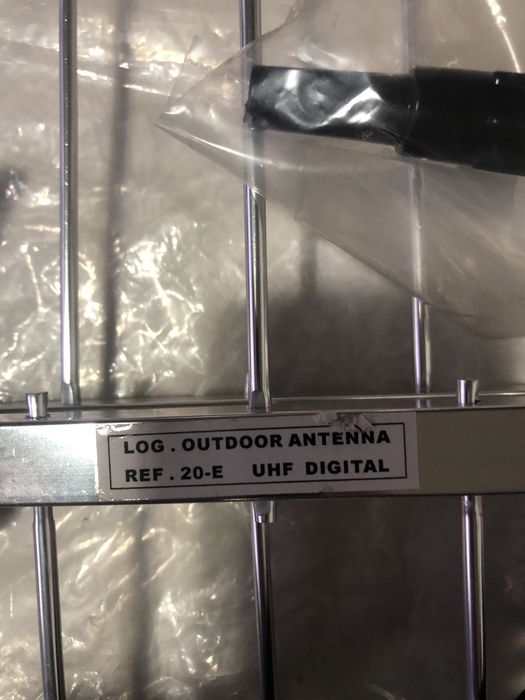 LOG . OUTDOOR ANTENNA
REF . 20-E UHF DIGITAL